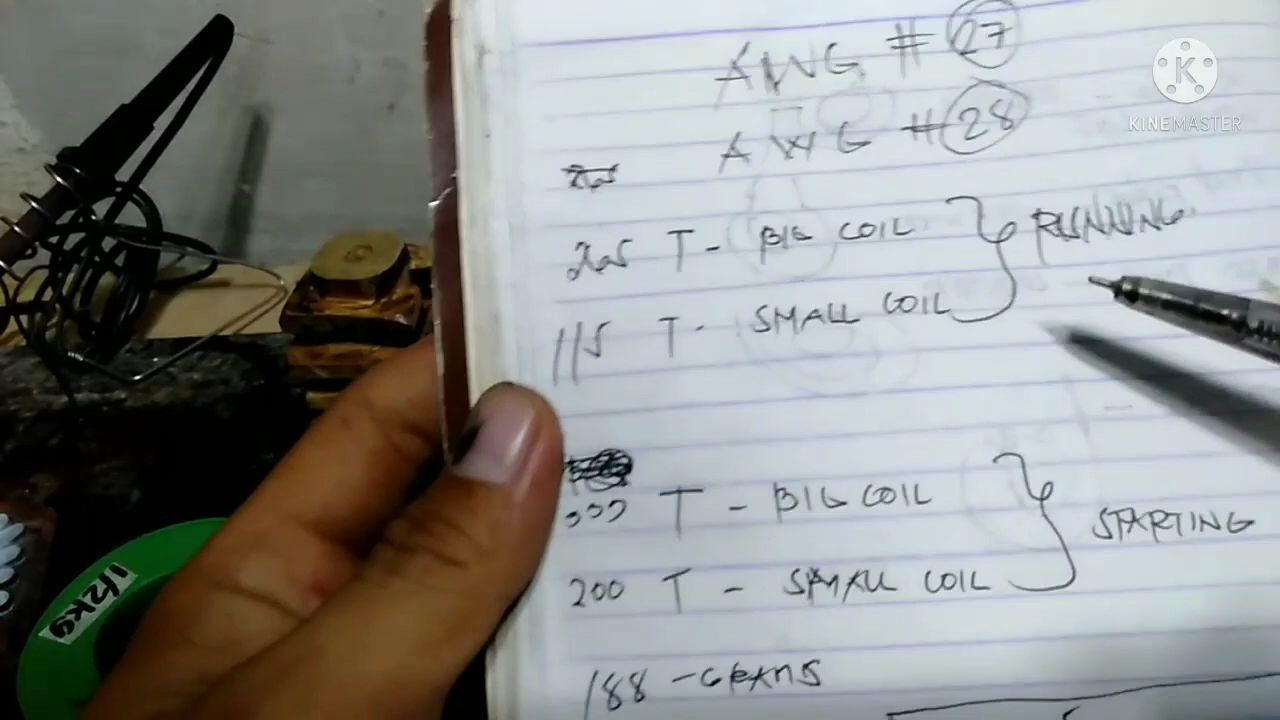 AWG # 27
K
KINEMASTER
AWG # 28
T - BIG COIL
RUNNING
115 T - SMALL COIL
T - BIG COIL
STARTING
200 T - SMALL COIL
188 - GRAMS
1/2kg